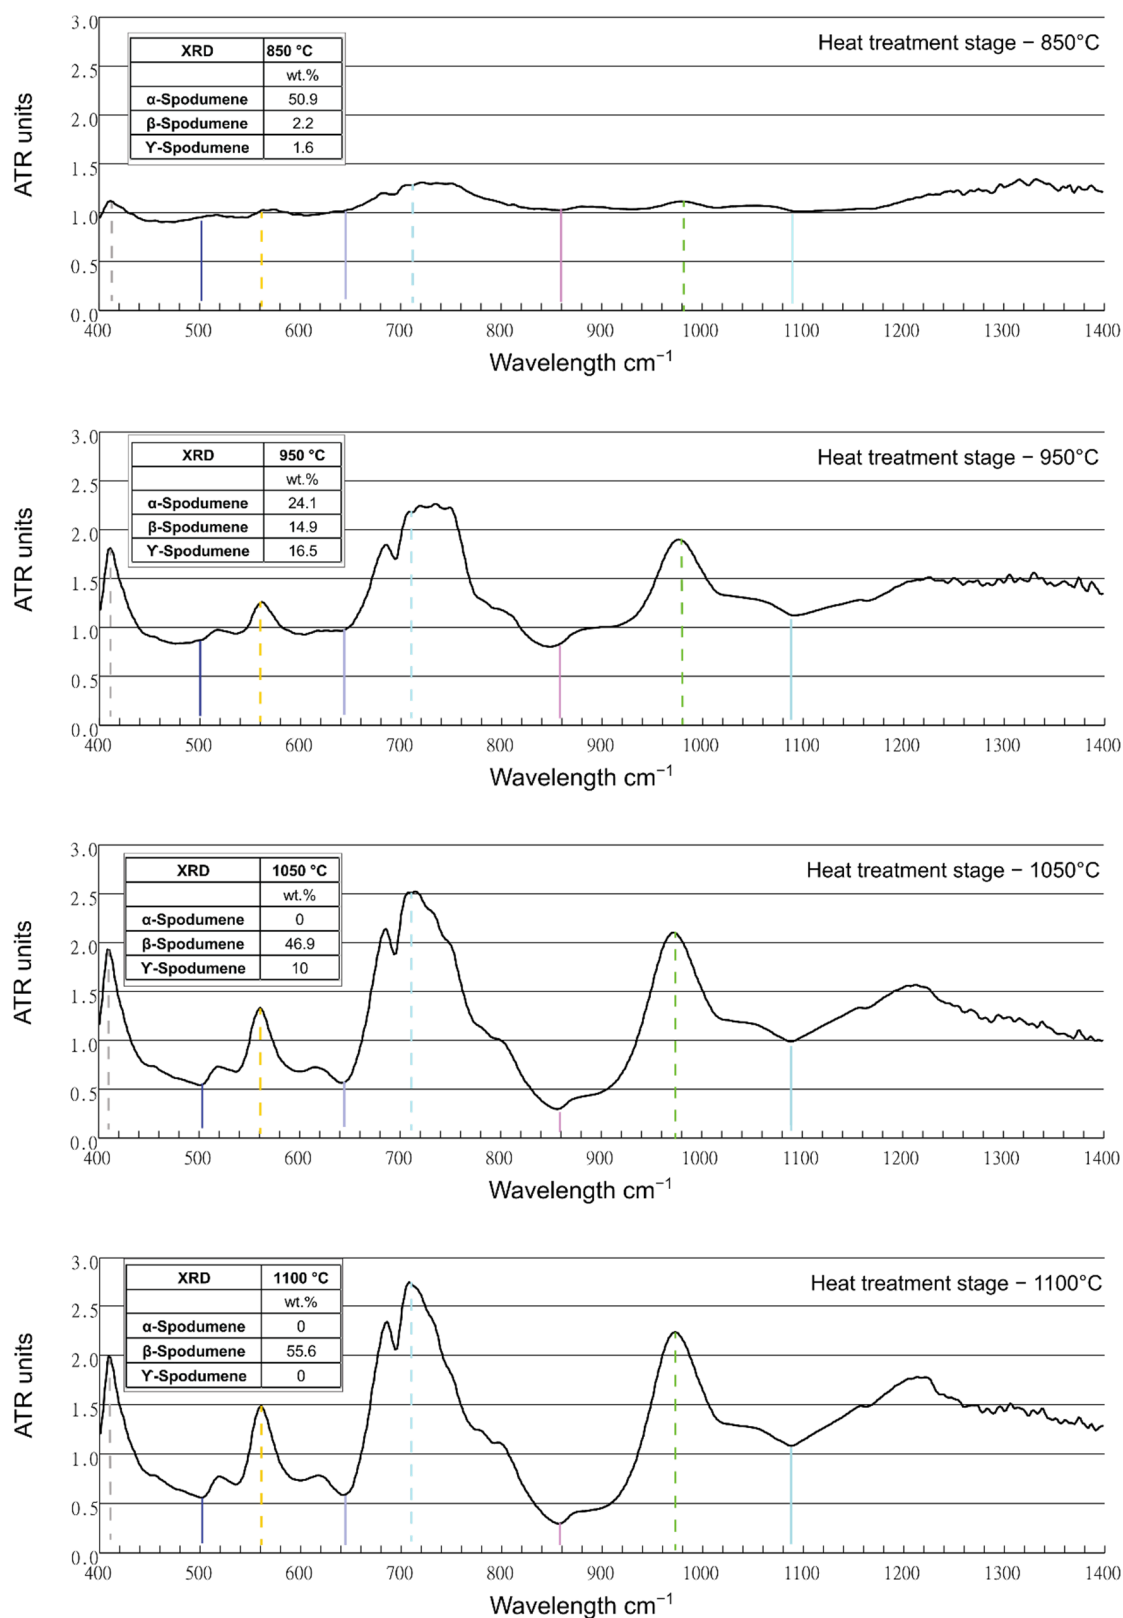 3.0
2.5
2.0
1.5
1.0
0.5
0.0
ATR units
Heat treatment stage − 850°C
XRD 850 °C
wt.%
α-Spodumene 50.9
β-Spodumene 2.2
ϒ-Spodumene 1.6
400 500 600 700 800 900 1000 1100 1200 1300 1400
Wavelength cm⁻¹
3.0
2.5
2.0
1.5
1.0
0.5
0.0
ATR units
Heat treatment stage − 950°C
XRD 950 °C
wt.%
α-Spodumene 24.1
β-Spodumene 14.9
ϒ-Spodumene 16.5
400 500 600 700 800 900 1000 1100 1200 1300 1400
Wavelength cm⁻¹
3.0
2.5
2.0
1.5
1.0
0.5
0.0
ATR units
Heat treatment stage − 1050°C
XRD 1050 °C
wt.%
α-Spodumene 0
β-Spodumene 46.9
ϒ-Spodumene 10
400 500 600 700 800 900 1000 1100 1200 1300 1400
Wavelength cm⁻¹
3.0
2.5
2.0
1.5
1.0
0.5
0.0
ATR units
Heat treatment stage − 1100°C
XRD 1100 °C
wt.%
α-Spodumene 0
β-Spodumene 55.6
ϒ-Spodumene 0
400 500 600 700 800 900 1000 1100 1200 1300 1400
Wavelength cm⁻¹